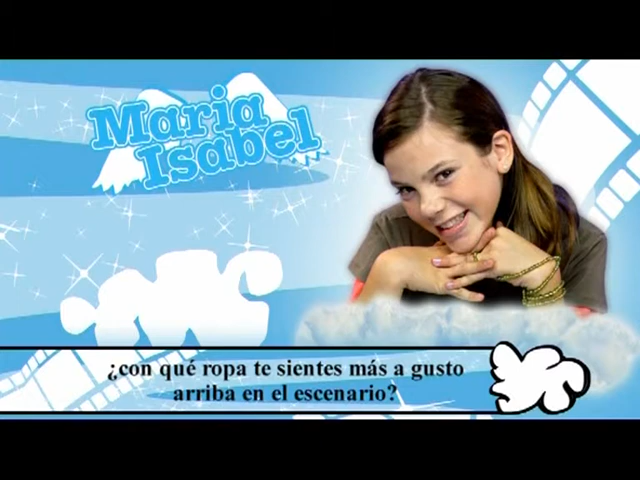 Maria
Isabel
¿con qué ropa te sientes más a gusto
arriba en el escenario?